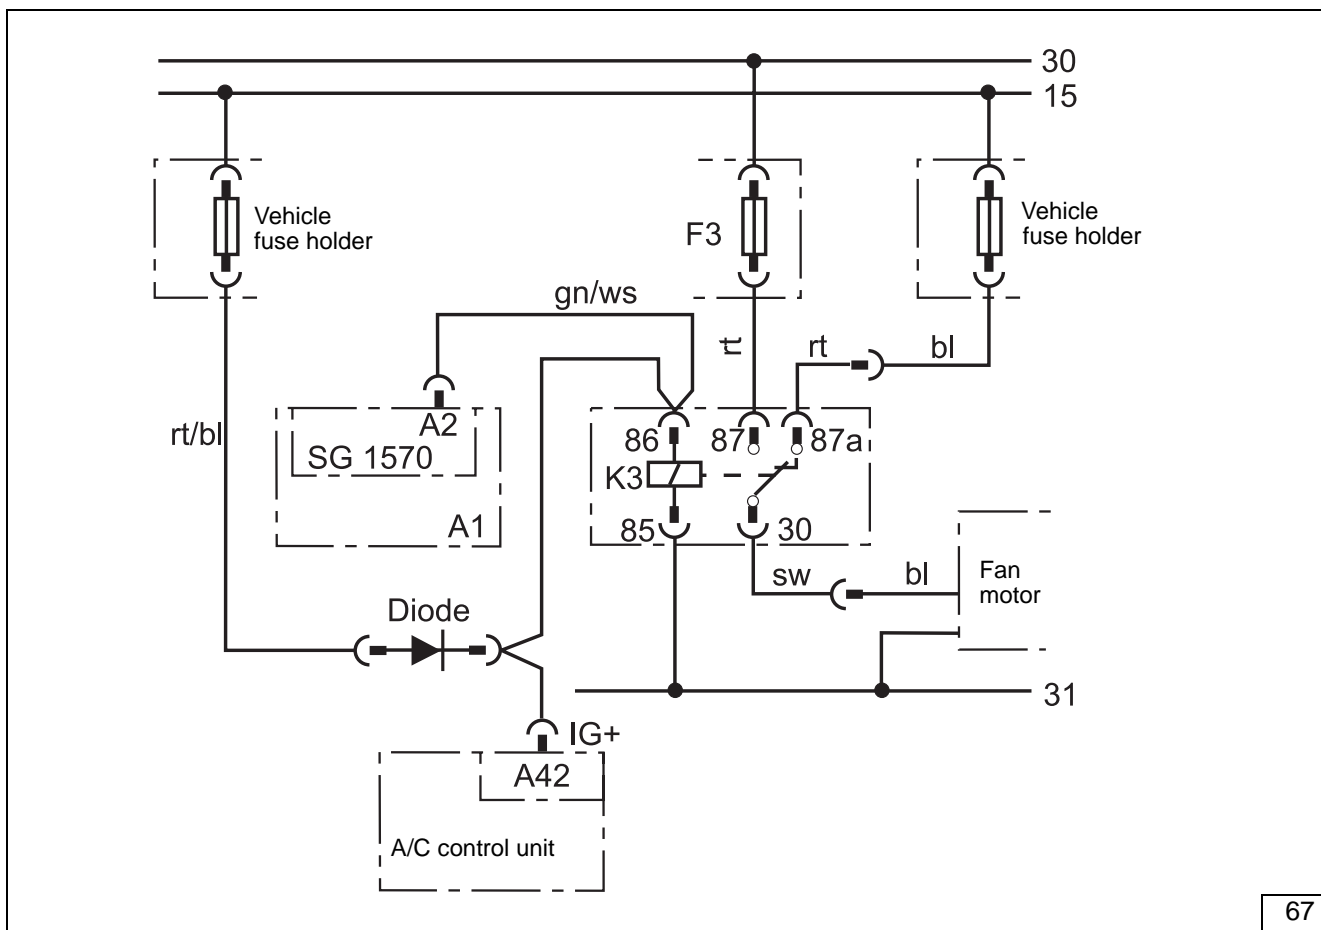 30
15
Vehicle
fuse holder
F3
Vehicle
fuse holder
gn/ws
rt
rt
bl
rt/bl
A2
SG 1570
A1
86
87
87a
K3
85
30
sw
bl
Fan
motor
Diode
31
IG+
A42
A/C control unit
67